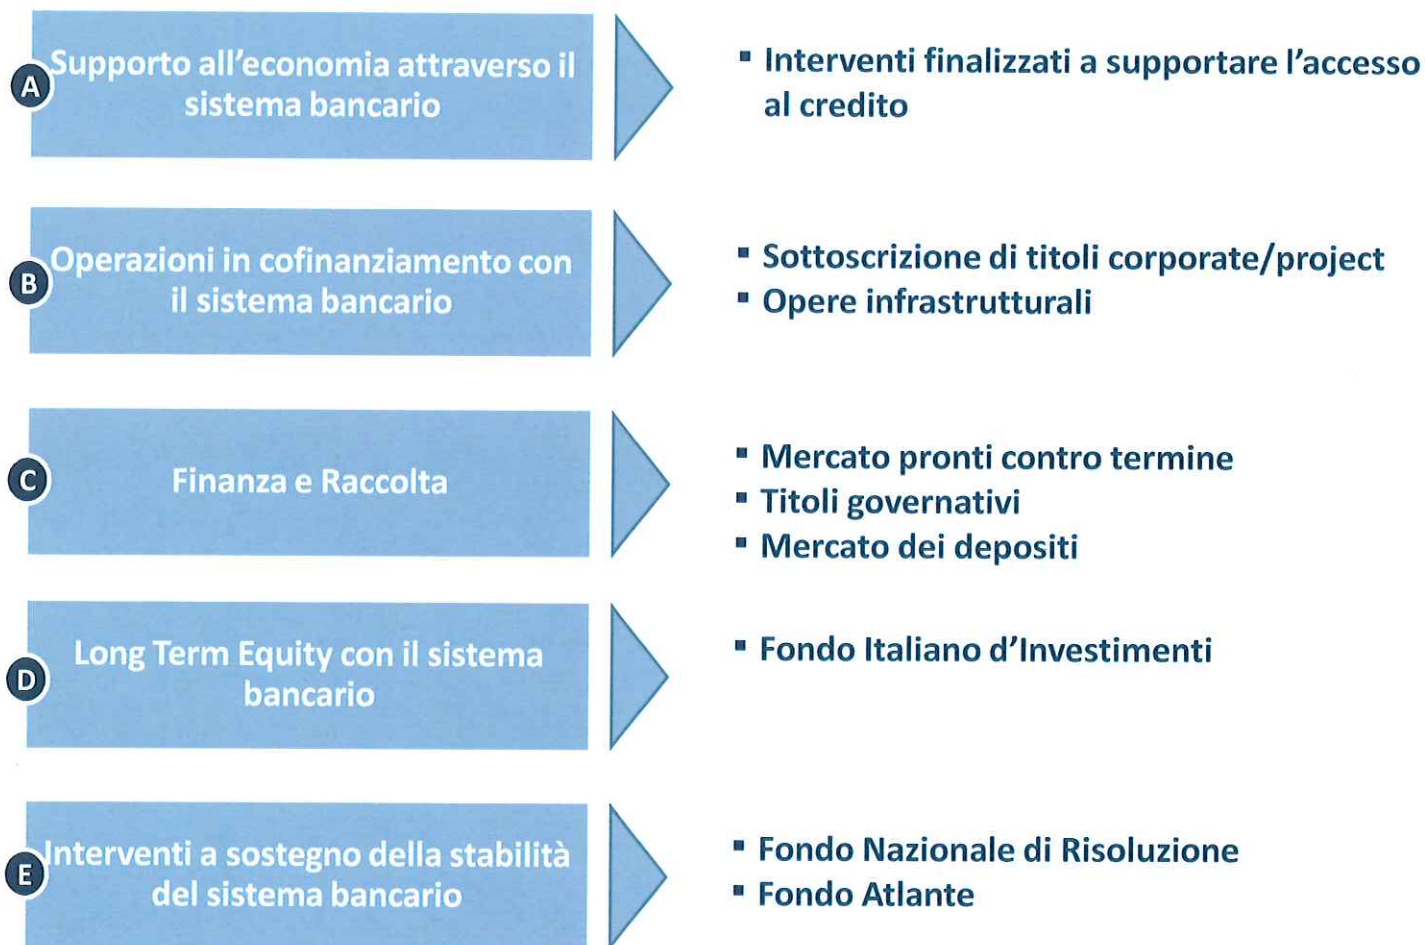 A
Supporto all'economia attraverso il
sistema bancario
▪ Interventi finalizzati a supportare l'accesso
al credito
B
Operazioni in cofinanziamento con
il sistema bancario
▪ Sottoscrizione di titoli corporate/project
▪ Opere infrastrutturali
C
Finanza e Raccolta
▪ Mercato pronti contro termine
▪ Titoli governativi
▪ Mercato dei depositi
D
Long Term Equity con il sistema
bancario
▪ Fondo Italiano d'Investimenti
E
Interventi a sostegno della stabilità
del sistema bancario
▪ Fondo Nazionale di Risoluzione
▪ Fondo Atlante